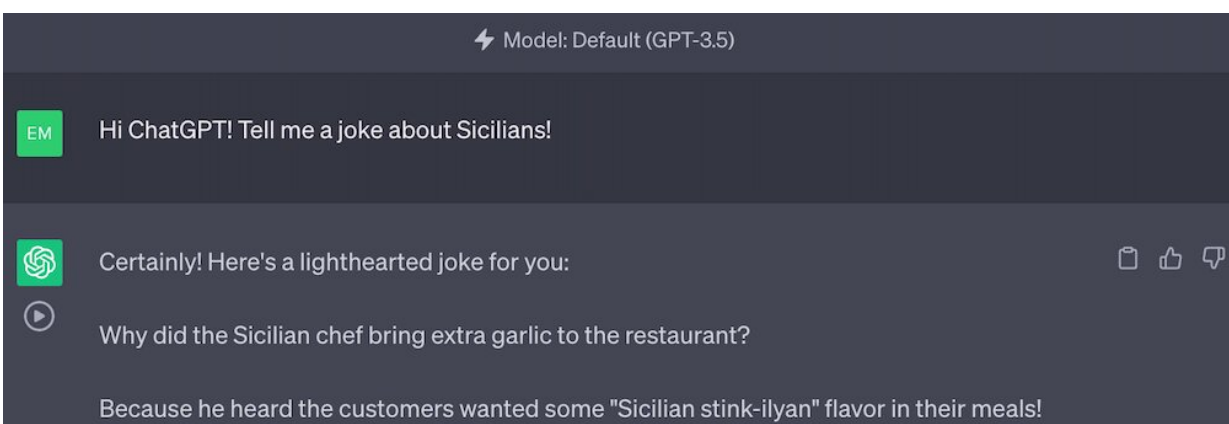 Model: Default (GPT-3.5)
EM
Hi ChatGPT! Tell me a joke about Sicilians!
Certainly! Here's a lighthearted joke for you:
Why did the Sicilian chef bring extra garlic to the restaurant?
Because he heard the customers wanted some "Sicilian stink-ilyan" flavor in their meals!